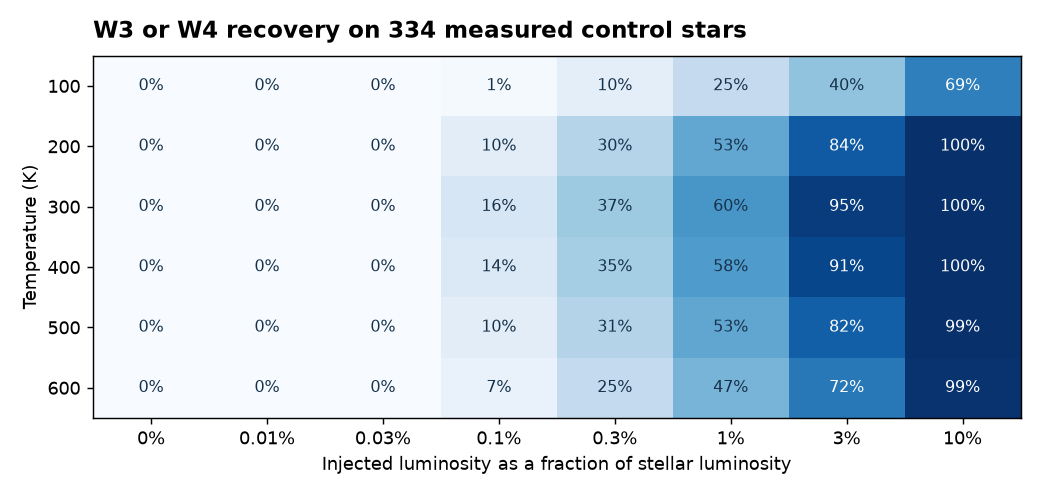 W3 or W4 recovery on 334 measured control stars
Temperature (K)
100 0% 0% 0% 1% 10% 25% 40% 69%
200 0% 0% 0% 10% 30% 53% 84% 100%
300 0% 0% 0% 16% 37% 60% 95% 100%
400 0% 0% 0% 14% 35% 58% 91% 100%
500 0% 0% 0% 10% 31% 53% 82% 99%
600 0% 0% 0% 7% 25% 47% 72% 99%
0% 0.01% 0.03% 0.1% 0.3% 1% 3% 10%
Injected luminosity as a fraction of stellar luminosity